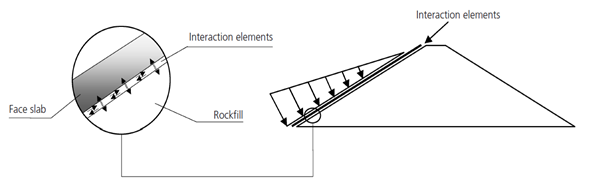 Interaction elements
Interaction elements
Face slab
Rockfill